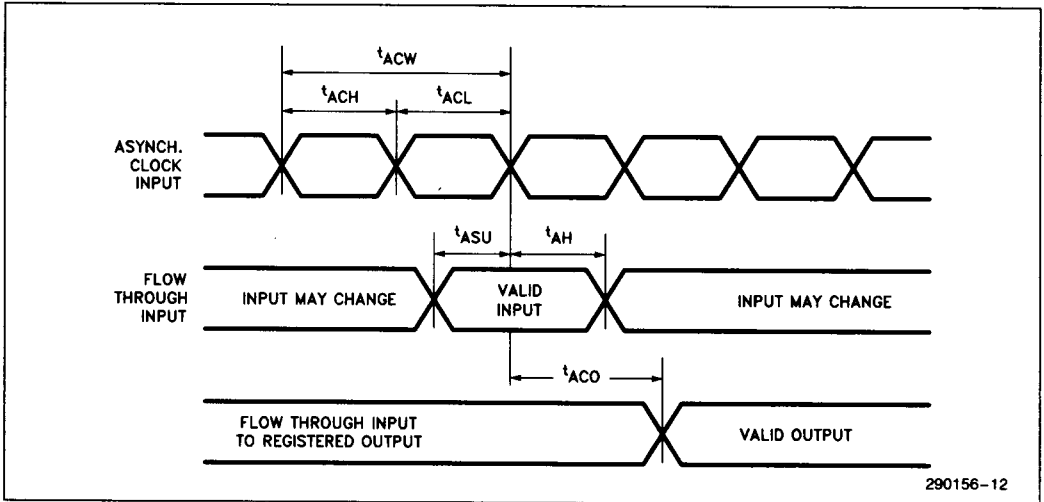 tACW
tACH
tACL
ASYNCH.
CLOCK
INPUT
tASU
tAH
FLOW
THROUGH
INPUT
INPUT MAY CHANGE
VALID
INPUT
INPUT MAY CHANGE
tACO
FLOW THROUGH INPUT
TO REGISTERED OUTPUT
VALID OUTPUT
290156-12